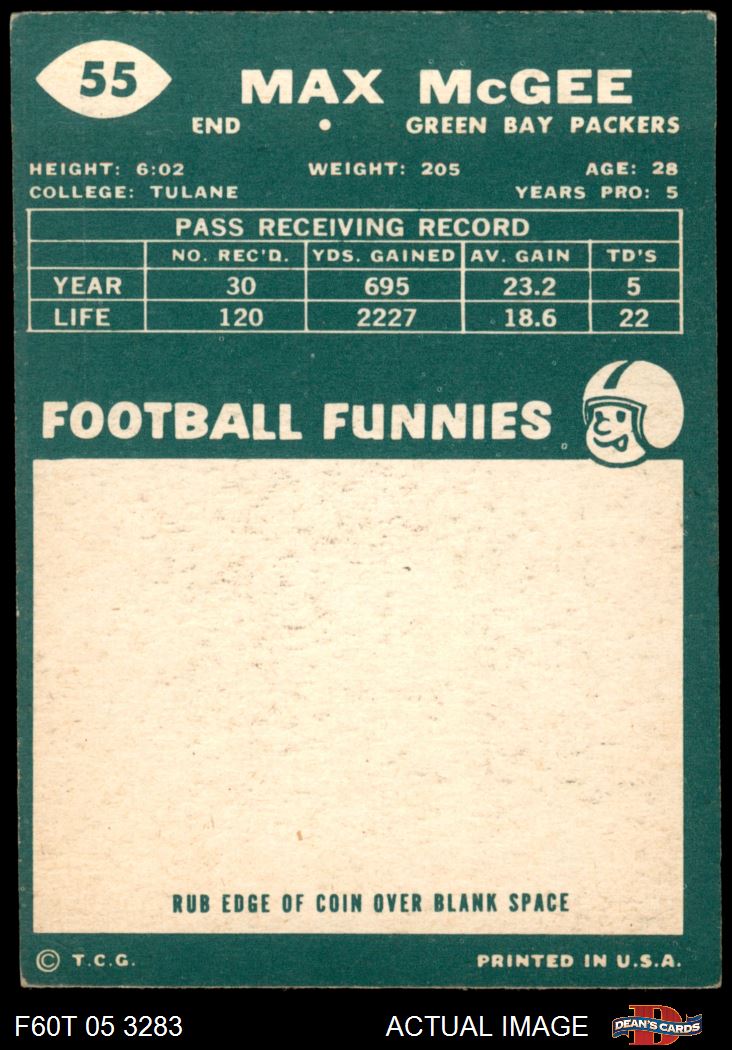 55
MAX McGEE
END • GREEN BAY PACKERS
HEIGHT: 6:02 WEIGHT: 205 AGE: 28
COLLEGE: TULANE YEARS PRO: 5
PASS RECEIVING RECORD
NO. REC'D. YDS. GAINED AV. GAIN TD'S
YEAR 30 695 23.2 5
LIFE 120 2227 18.6 22
FOOTBALL FUNNIES
RUB EDGE OF COIN OVER BLANK SPACE
© T.C.G. PRINTED IN U.S.A.
F60T 05 3283 ACTUAL IMAGE D DEAN'S CARDS